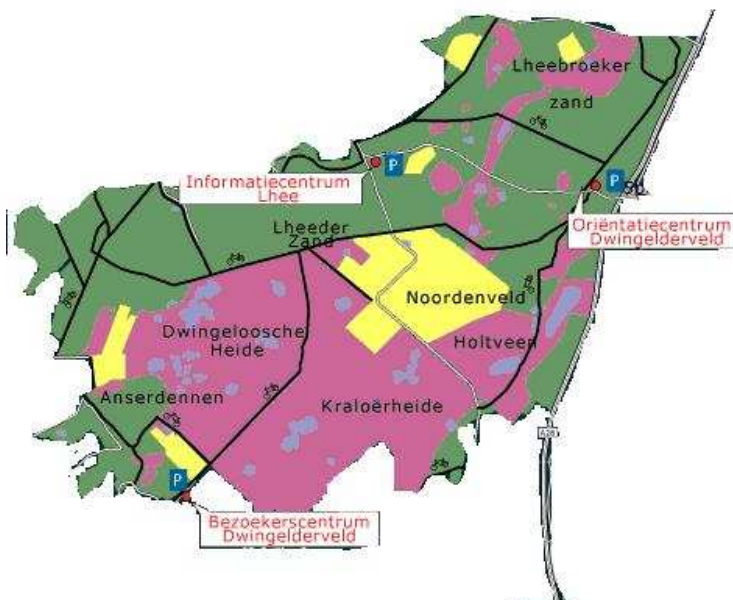 Lheebroeker
zand
P
Informatiecentrum
Lhee
P
Oriëntatiecentrum
Dwingelderveld
Lheeder
Zand
Noordenveld
Dwingeloosche
Heide
Holtveen
Anserdennen
Kraloërheide
P
Bezoekerscentrum
Dwingelderveld